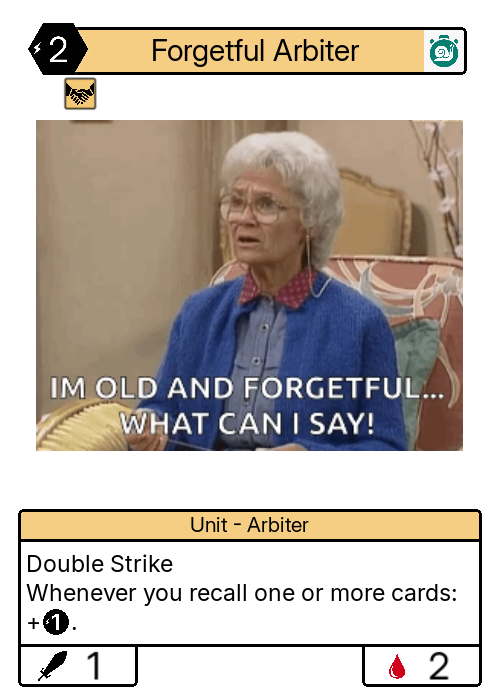 2
Forgetful Arbiter
IM OLD AND FORGETFUL...
WHAT CAN I SAY!
Unit - Arbiter
Double Strike
Whenever you recall one or more cards:
+1.
1
2